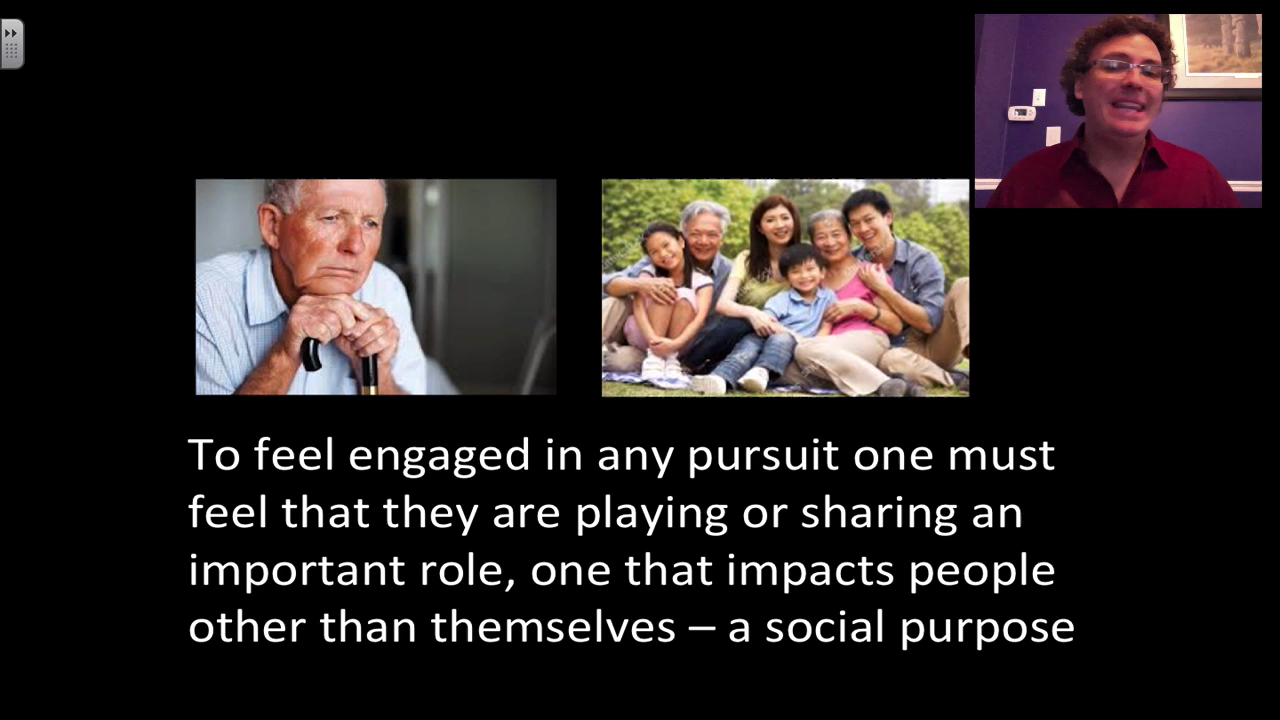 To feel engaged in any pursuit one must
feel that they are playing or sharing an
important role, one that impacts people
other than themselves – a social purpose